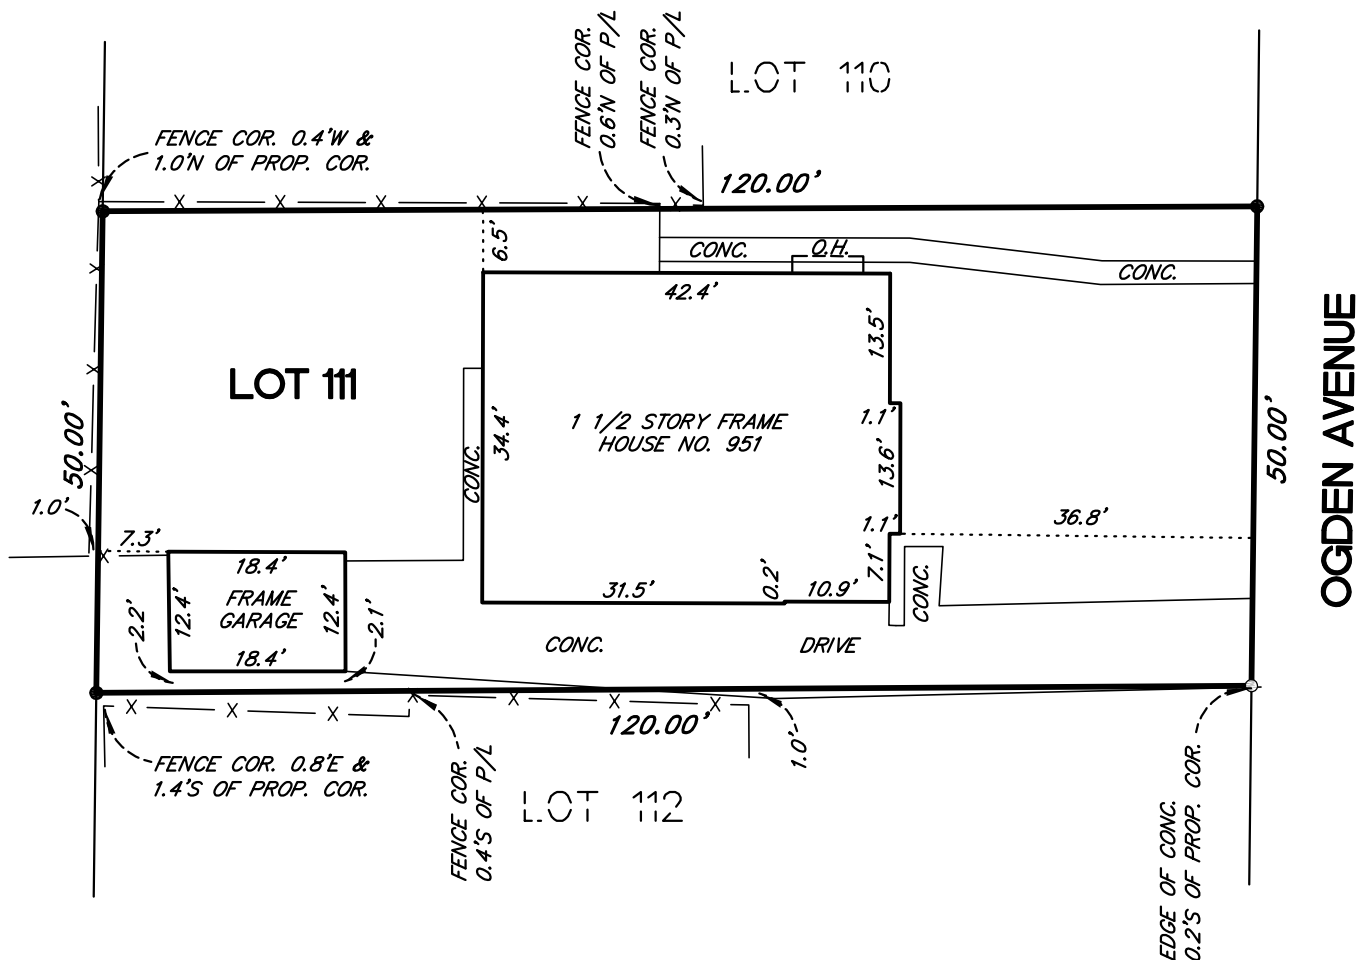 FENCE COR.
0.6'N OF P/L
FENCE COR.
0.3'N OF P/L
LOT 110
FENCE COR. 0.4'W &
1.0'N OF PROP. COR.
120.00'
6.5'
CONC.
O.H.
CONC.
42.4'
13.5'
LOT 111
1 1/2 STORY FRAME
HOUSE NO. 951
34.4'
CONC.
1.1'
13.6'
50.00'
50.00'
OGDEN AVENUE
1.0'
7.3'
1.1'
36.8'
18.4'
FRAME
GARAGE
12.4'
12.4'
18.4'
2.2'
2.1'
31.5'
0.2'
10.9'
7.1'
CONC.
CONC.
DRIVE
120.00'
1.0'
FENCE COR. 0.8'E &
1.4'S OF PROP. COR.
FENCE COR.
0.4'S OF P/L
LOT 112
EDGE OF CONC.
0.2'S OF PROP. COR.